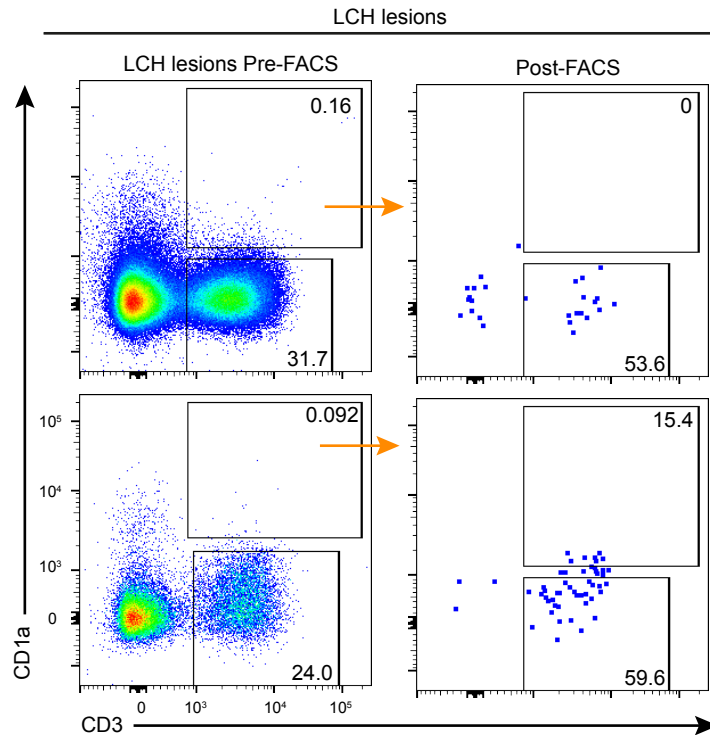 LCH lesions
LCH lesions Pre-FACS
Post-FACS
0.16
0
31.7
53.6
0.092
15.4
10⁵
10⁴
10³
0
24.0
59.6
0 10³ 10⁴ 10⁵
CD1a
CD3